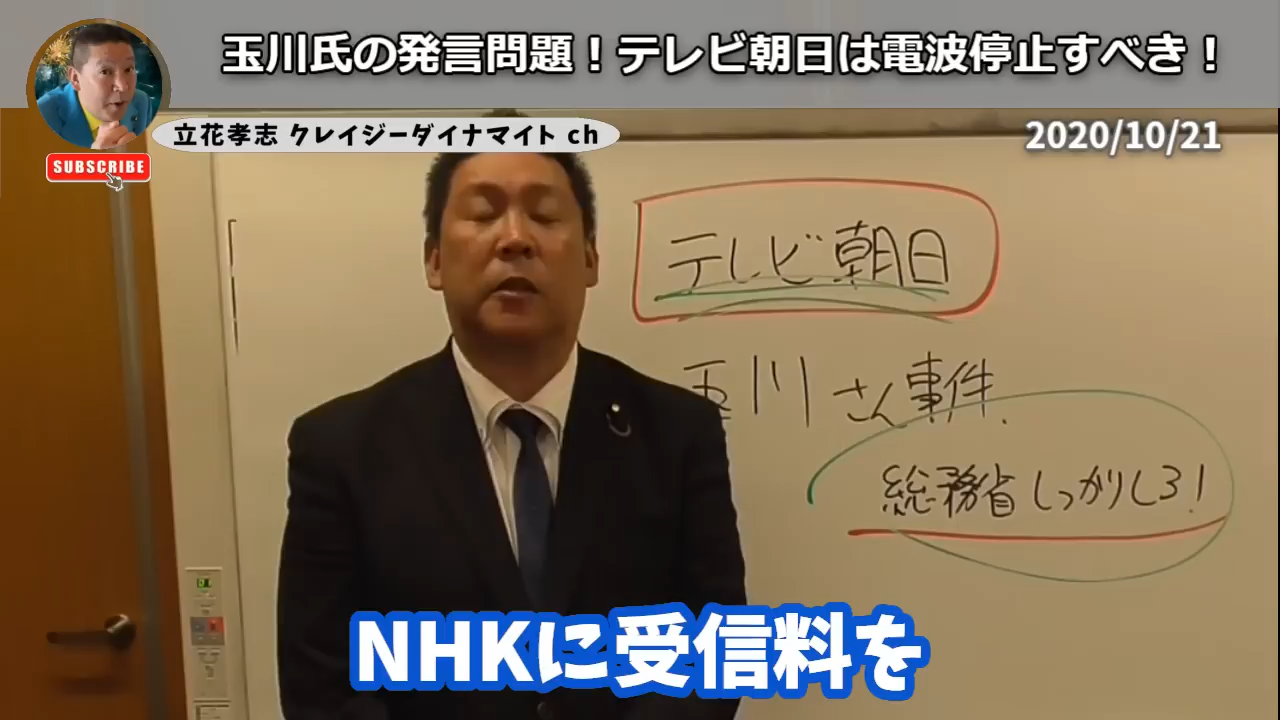 玉川氏の発言問題！テレビ朝日は電波停止すべき！
立花孝志 クレイジーダイナマイト ch
2020/10/21
SUBSCRIBE
テレビ朝日
玉川さん事件.
総務省しっかりしろ！
NHKに受信料を